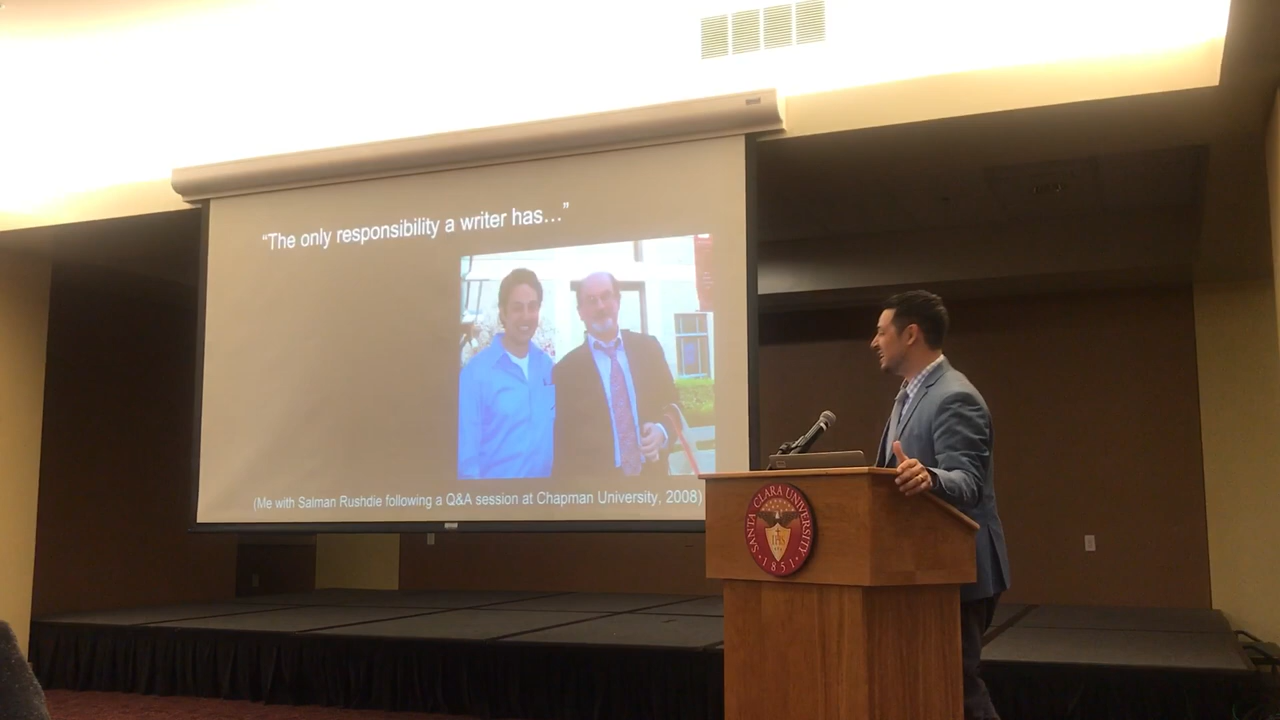 “The only responsibility a writer has…”
(Me with Salman Rushdie following a Q&A session at Chapman University, 2008)
SANTA CLARA UNIVERSITY
IHS
1851